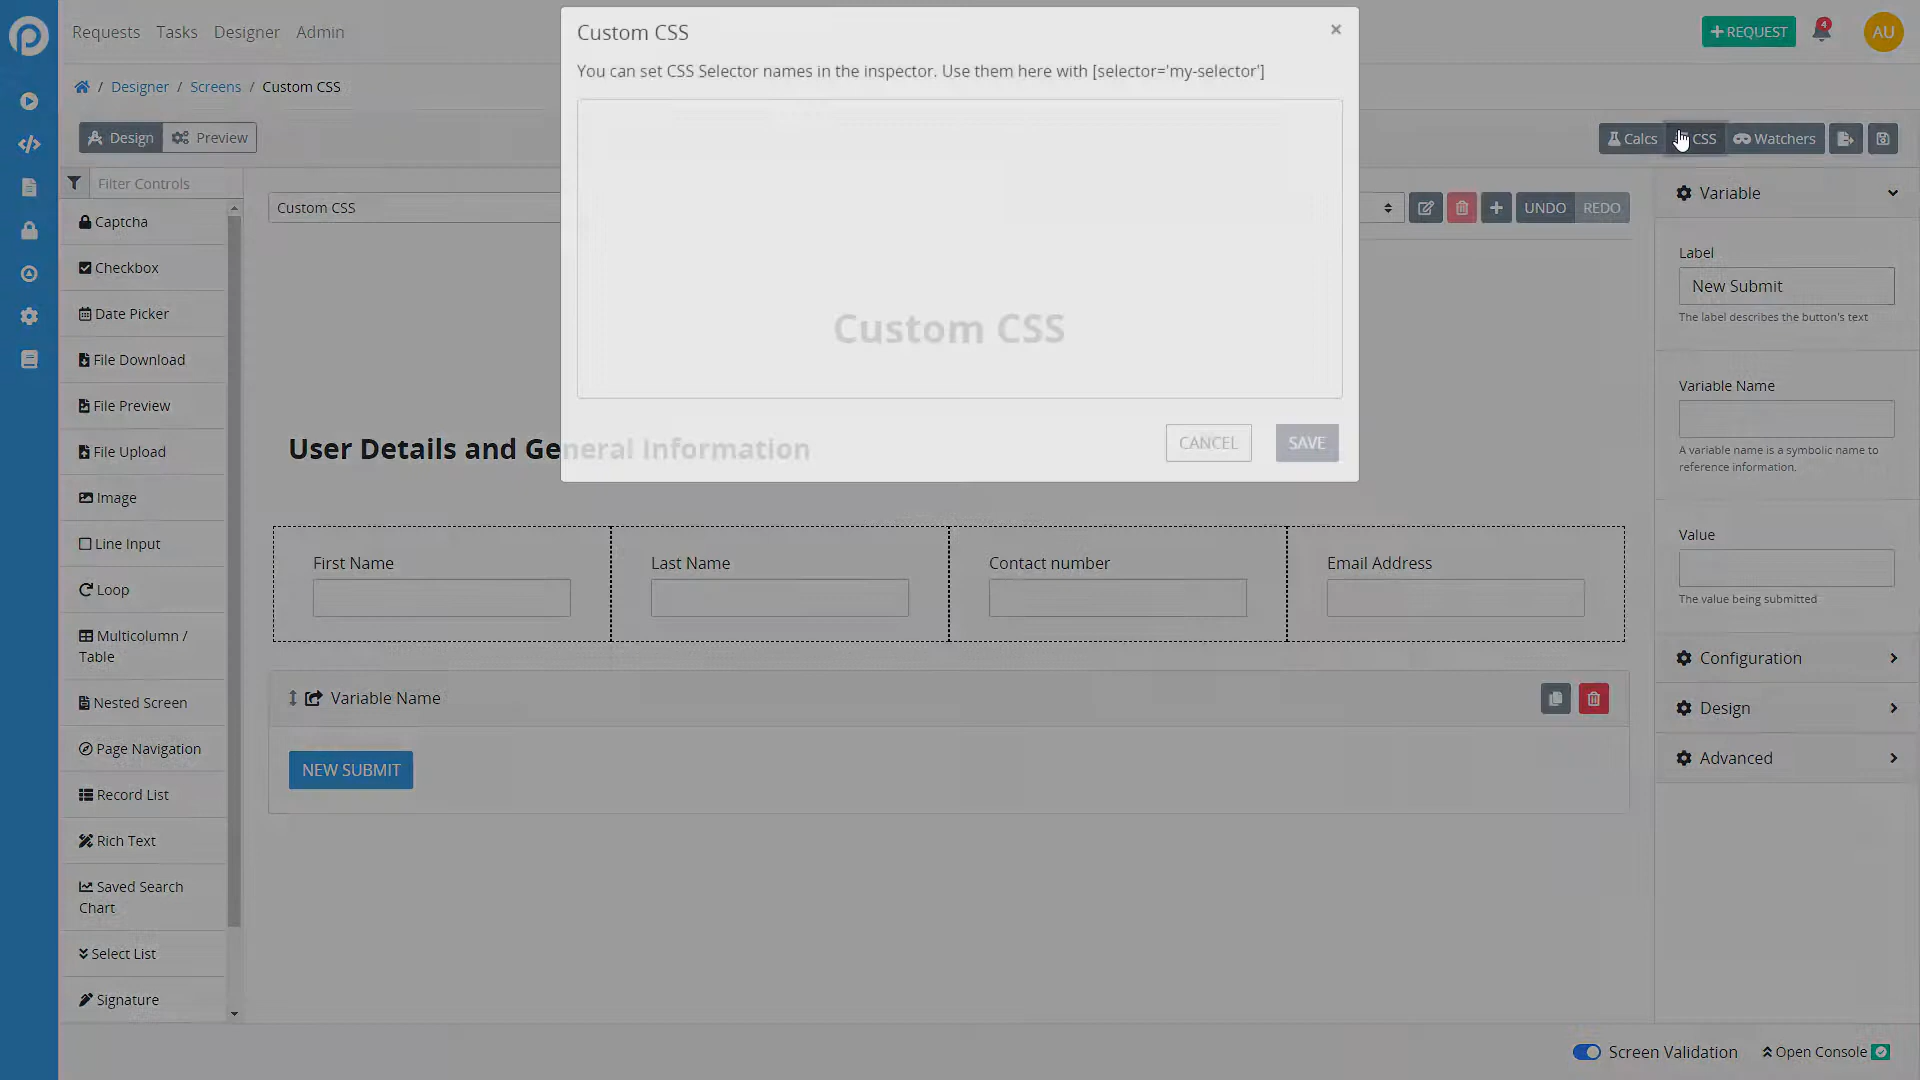 Requests Tasks Designer Admin
+REQUEST
4
AU
/ Designer / Screens / Custom CSS
Design Preview
Calcs CSS Watchers
Custom CSS
×
You can set CSS Selector names in the inspector. Use them here with [selector='my-selector']
CANCEL SAVE
Filter Controls
Captcha
Checkbox
Date Picker
File Download
File Preview
File Upload
Image
Line Input
Loop
Multicolumn /
Table
Nested Screen
Page Navigation
Record List
Rich Text
Saved Search
Chart
Select List
Signature
Custom CSS
UNDO REDO
Custom CSS
User Details and General Information
First Name Last Name Contact number Email Address
Variable Name
NEW SUBMIT
Variable
Label
New Submit
The label describes the button's text
Variable Name
A variable name is a symbolic name to
reference information.
Value
The value being submitted
Configuration
Design
Advanced
Screen Validation Open Console